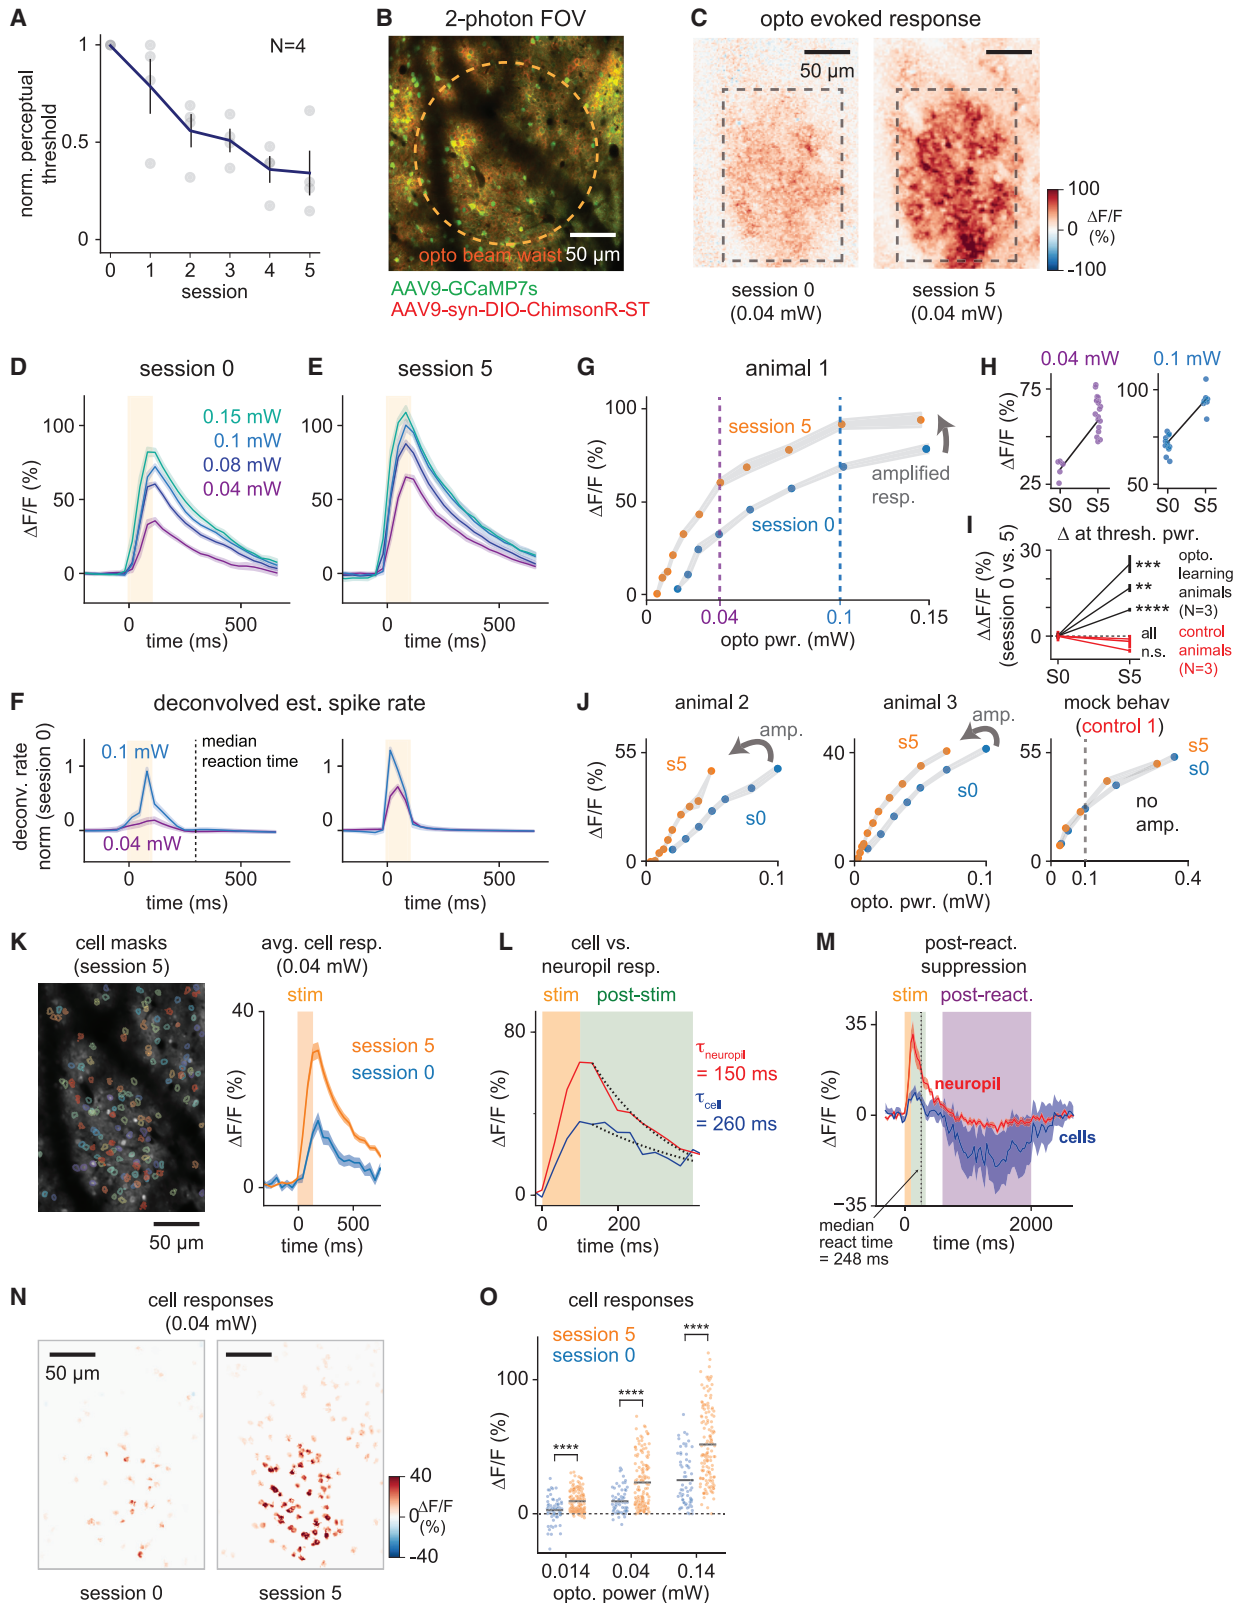 A
N=4
norm. perceptual
threshold
1
0.5
0
0 1 2 3 4 5
session
B
2-photon FOV
opto beam waist
50 µm
AAV9-GCaMP7s
AAV9-syn-DIO-ChimsonR-ST
C
opto evoked response
50 µm
100
0
-100
ΔF/F
(%)
session 0
(0.04 mW)
session 5
(0.04 mW)
D
session 0
0.15 mW
0.1 mW
0.08 mW
0.04 mW
ΔF/F (%)
100
50
0
0 500
time (ms)
E
session 5
100
50
0
0 500
time (ms)
F
deconvolved est. spike rate
deconv. rate
norm (seesion 0)
0.1 mW
0.04 mW
median
reaction time
1
0
0 500
time (ms)
1
0
0 500
time (ms)
G
animal 1
session 5
session 0
amplified
resp.
ΔF/F (%)
100
50
0
0 0.04 0.1 0.15
opto pwr. (mW)
H
0.04 mW
0.1 mW
ΔF/F (%)
75
25
S0 S5
100
50
S0 S5
I
Δ at thresh. pwr.
ΔΔF/F (%)
(session 0 vs. 5)
30
0
***
**
****
opto.
learning
animals
(N=3)
all
n.s.
control
animals
(N=3)
S0 S5
J
animal 2
amp.
s5
s0
ΔF/F (%)
55
0
0 0.1
animal 3
amp.
s5
s0
40
0
0 0.1
opto. pwr. (mW)
mock behav
(control 1)
s5
s0
no
amp.
55
0
0 0.1 0.4
K
cell masks
(session 5)
50 µm
avg. cell resp.
(0.04 mW)
stim
session 5
session 0
ΔF/F (%)
40
0
0 500
time (ms)
L
cell vs.
neuropil resp.
stim post-stim
τneuropil
= 150 ms
τcell
= 260 ms
ΔF/F (%)
80
0
0 200
time (ms)
M
post-react.
suppression
stim post-react.
neuropil
cells
ΔF/F (%)
35
0
−35
0 2000
time (ms)
median
react time
= 248 ms
N
cell responses
(0.04 mW)
50 µm
40
0
-40
ΔF/F
(%)
session 0
session 5
O
cell responses
session 5
session 0
****
****
****
ΔF/F (%)
100
0
0.014 0.04 0.14
opto. power (mW)